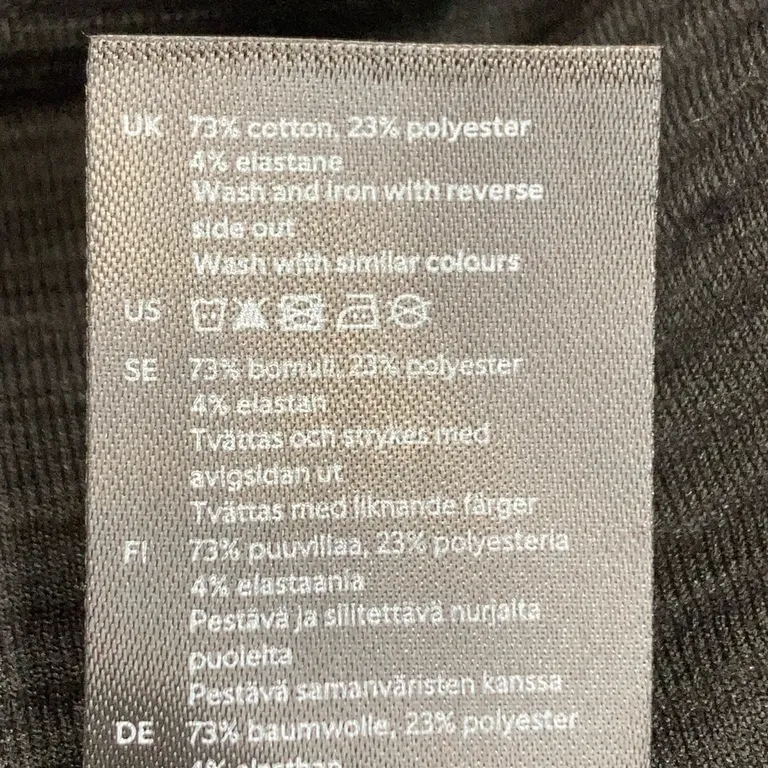 UK 73% cotton, 23% polyester
4% elastane
Wash and iron with reverse
side out
Wash with similar colours
US
SE 73% bomull, 23% polyester
4% elastan
Tvättas och strykes med
avigsidan ut
Tvättas med liknande färger
FI 73% puuvillaa, 23% polyesteria
4% elastaania
Pestävä ja silitettävä nurjalta
puolelta
Pestävä samanväristen kanssa
DE 73% baumwolle, 23% polyester
4% elasthan